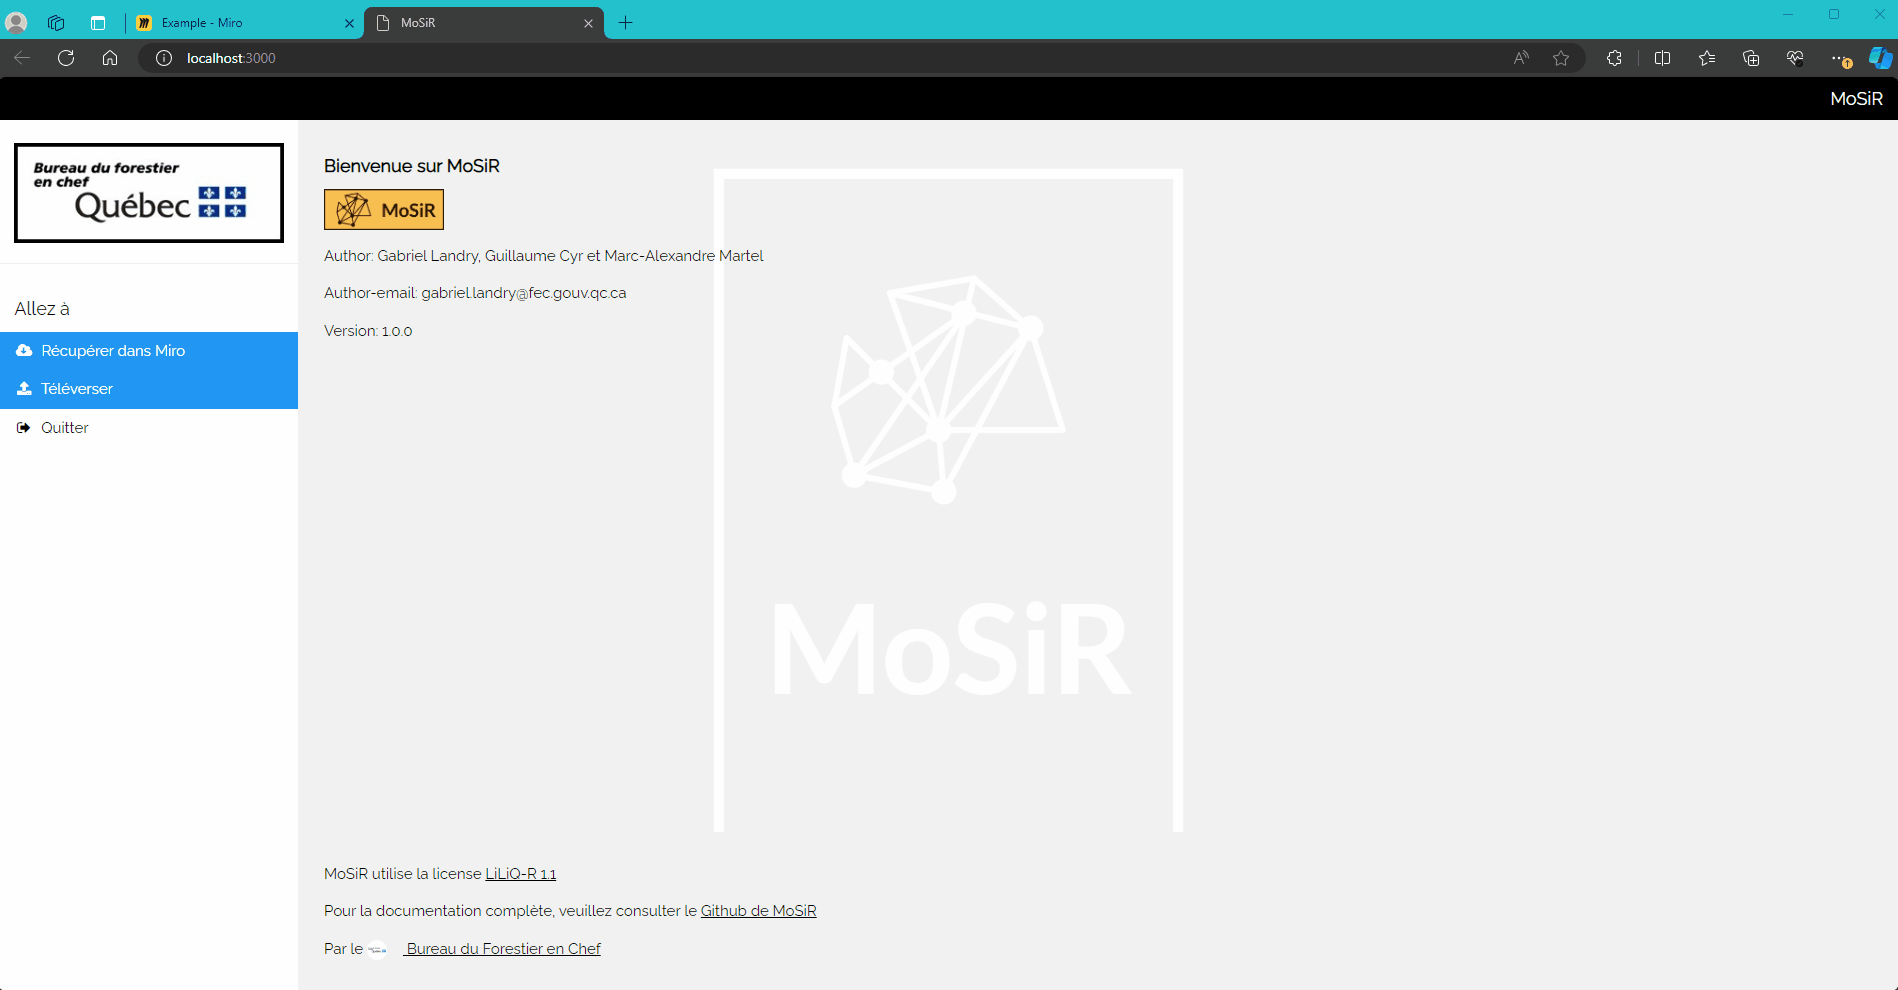 Example - Miro
MoSiR
localhost:3000
MoSiR
Bureau du forestier
en chef
Québec
Allez à
Récupérer dans Miro
Téléverser
Quitter
Bienvenue sur MoSiR
MoSiR
Author: Gabriel Landry, Guillaume Cyr et Marc-Alexandre Martel
Author-email: gabriel.landry@fec.gouv.qc.ca
Version: 1.0.0
MoSiR
MoSiR utilise la license LiLiQ-R 1.1
Pour la documentation complète, veuillez consulter le Github de MoSiR
Par le Bureau du Forestier en Chef